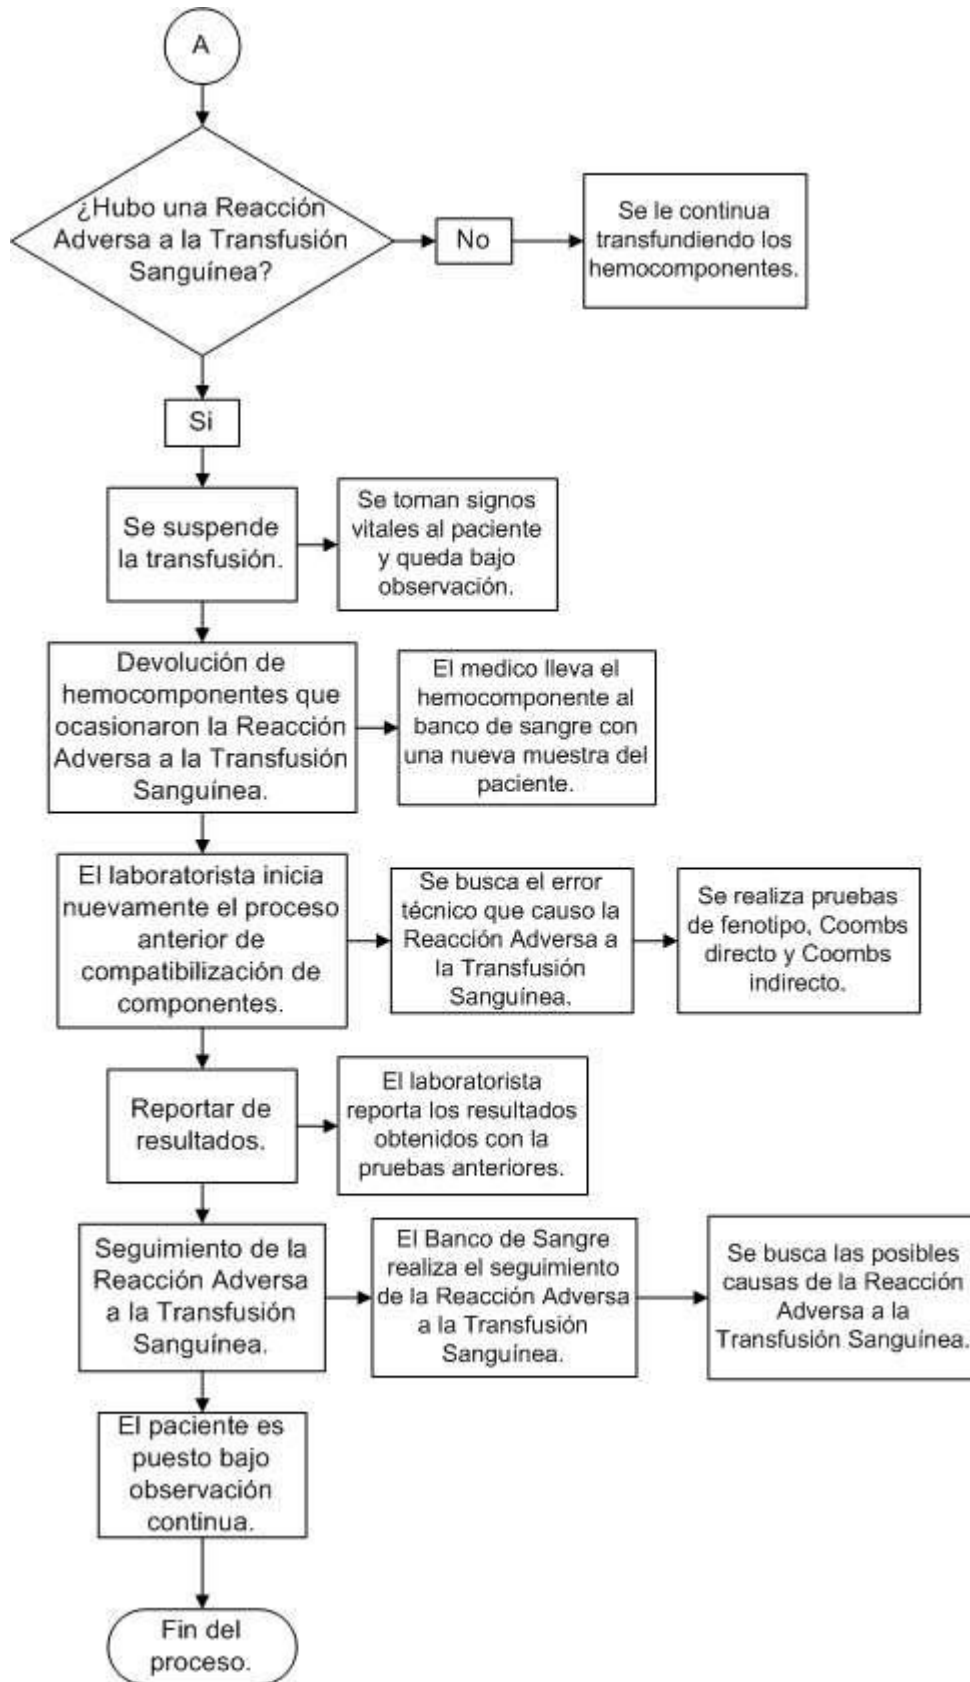 A
¿Hubo una Reacción
Adversa a la Transfusión
Sanguínea?
No
Se le continua
transfundiendo los
hemocomponentes.
Si
Se suspende
la transfusión.
Se toman signos
vitales al paciente
y queda bajo
observación.
Devolución de
hemocomponentes que
ocasionaron la Reacción
Adversa a la Transfusión
Sanguínea.
El medico lleva el
hemocomponente al
banco de sangre con
una nueva muestra del
paciente.
El laboratorista inicia
nuevamente el proceso
anterior de
compatibilización de
componentes.
Se busca el error
técnico que causo la
Reacción Adversa a
la Transfusión
Sanguínea.
Se realiza pruebas
de fenotipo, Coombs
directo y Coombs
indirecto.
Reportar de
resultados.
El laboratorista
reporta los resultados
obtenidos con la
pruebas anteriores.
Seguimiento de la
Reacción Adversa
a la Transfusión
Sanguínea.
El Banco de Sangre
realiza el seguimiento
de la Reacción Adversa
a la Transfusión
Sanguínea.
Se busca las posibles
causas de la Reacción
Adversa a la
Transfusión Sanguínea.
El paciente es
puesto bajo
observación
continua.
Fin del
proceso.